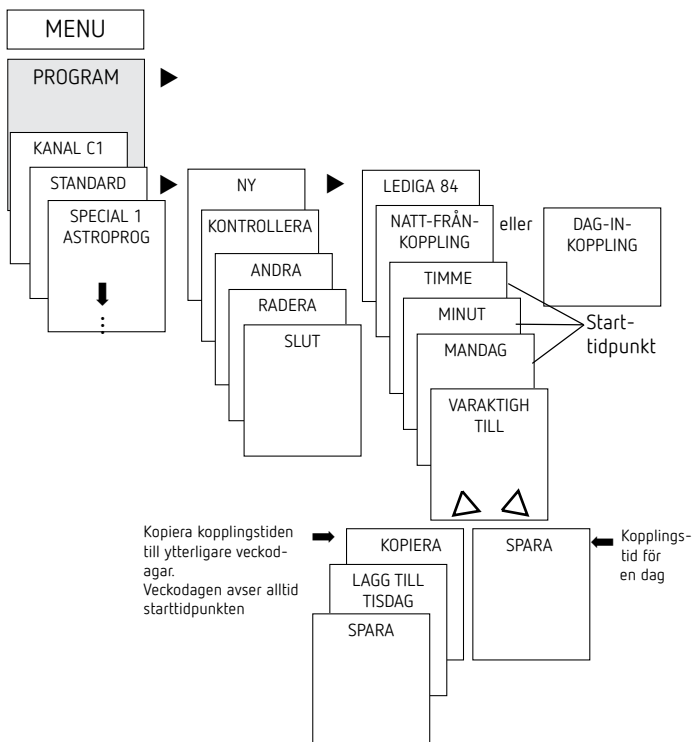 MENU
PROGRAM
KANAL C1
STANDARD
SPECIAL 1
ASTROPROG
NY
KONTROLLERA
ANDRA
RADERA
SLUT
LEDIGA 84
NATT-FRÅN-
KOPPLING
eller
DAG-IN-
KOPPLING
TIMME
MINUT
MANDAG
Start-
tidpunkt
VARAKTIGH
TILL
Kopiera kopplingstiden
till ytterligare veckod-
agar.
Veckodagen avser alltid
starttidpunkten
KOPIERA
LAGG TILL
TISDAG
SPARA
SPARA
Kopplings-
tid för
en dag